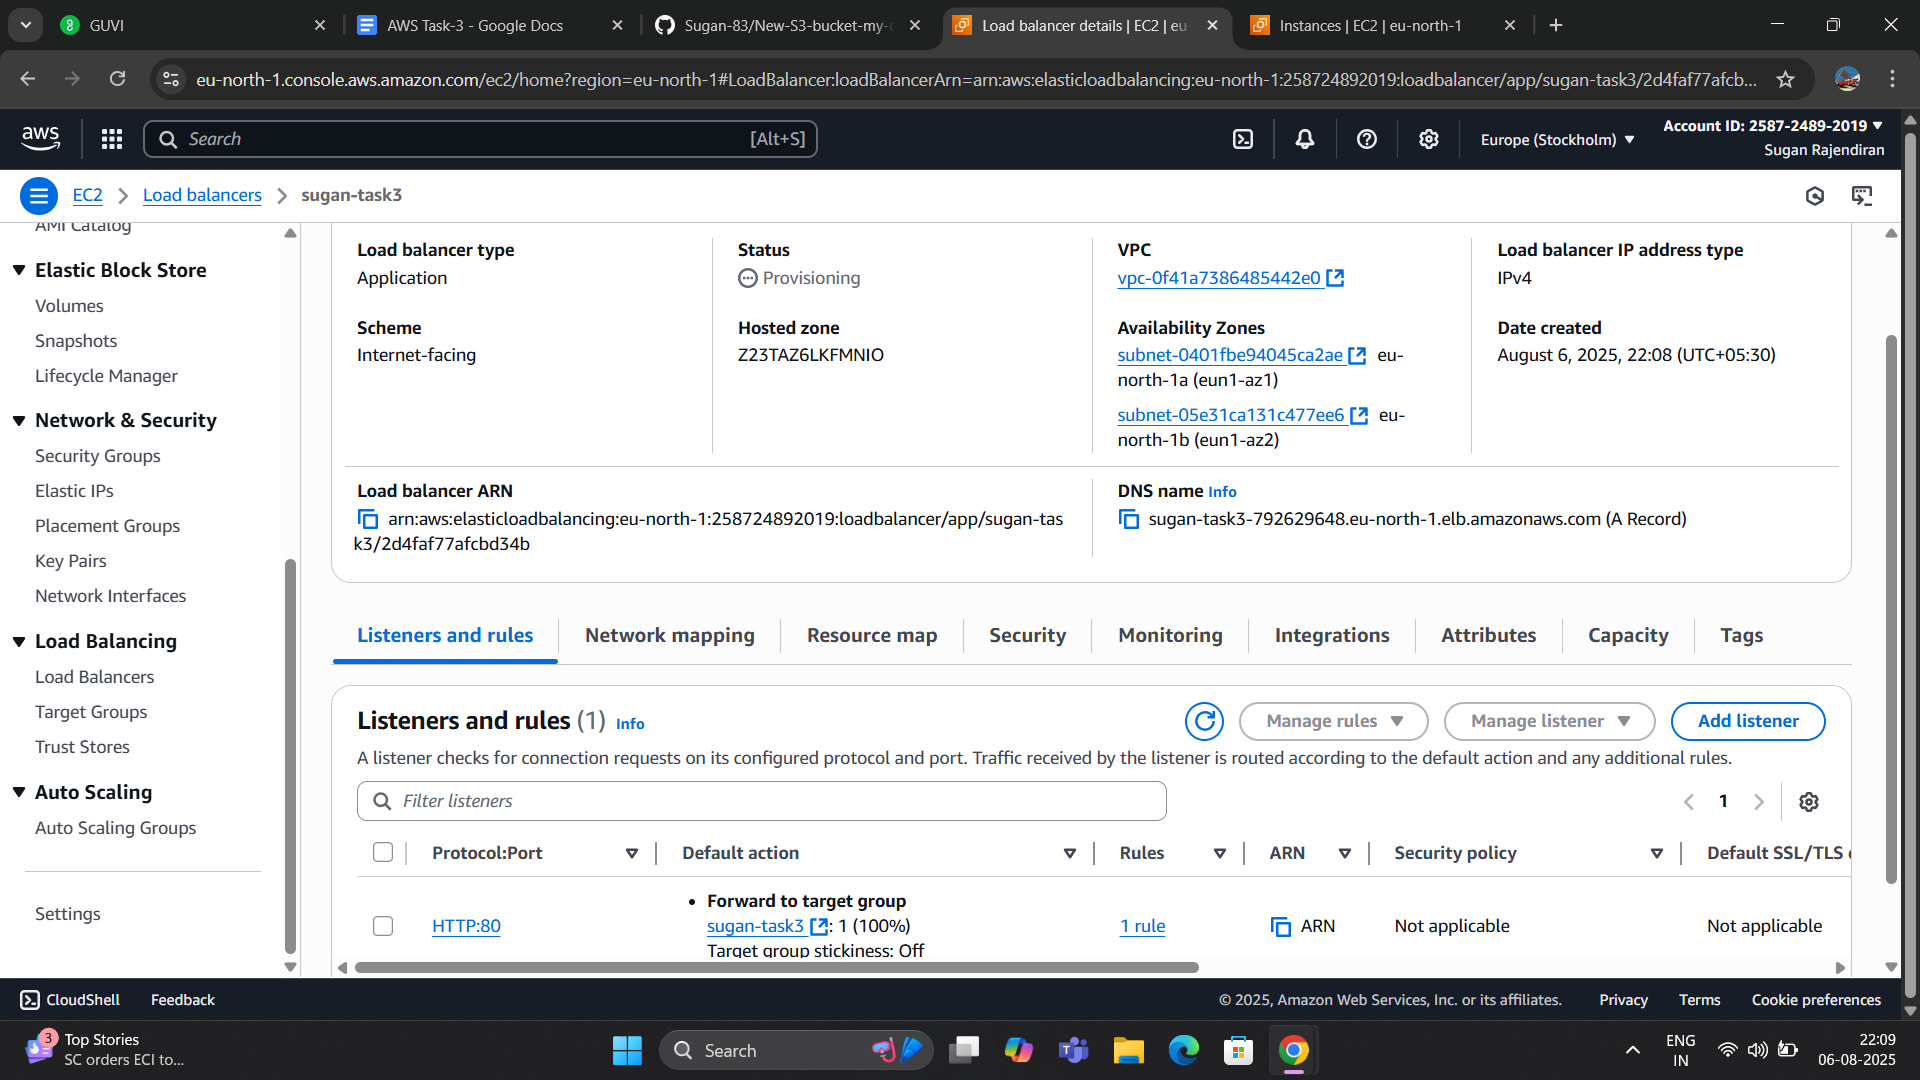 GUVI
AWS Task-3 - Google Docs
Sugan-83/New-S3-bucket-my-
Load balancer details | EC2 | eu-
Instances | EC2 | eu-north-1
eu-north-1.console.aws.amazon.com/ec2/home?region=eu-north-1#LoadBalancer:loadBalancerArn=arn:aws:elasticloadbalancing:eu-north-1:258724892019:loadbalancer/app/sugan-task3/2d4faf77afcb...
aws
Search
[Alt+S]
Europe (Stockholm)
Account ID: 2587-2489-2019
Sugan Rajendiran
EC2
Load balancers
sugan-task3
AMI Catalog
Elastic Block Store
Volumes
Snapshots
Lifecycle Manager
Network & Security
Security Groups
Elastic IPs
Placement Groups
Key Pairs
Network Interfaces
Load Balancing
Load Balancers
Target Groups
Trust Stores
Auto Scaling
Auto Scaling Groups
Settings
Load balancer type
Application
Status
Provisioning
VPC
vpc-0f41a7386485442e0
Load balancer IP address type
IPv4
Scheme
Internet-facing
Hosted zone
Z23TAZ6LKFMNIO
Availability Zones
subnet-0401fbe94045ca2ae eu-
north-1a (eun1-az1)
subnet-05e31ca131c477ee6 eu-
north-1b (eun1-az2)
Date created
August 6, 2025, 22:08 (UTC+05:30)
Load balancer ARN
arn:aws:elasticloadbalancing:eu-north-1:258724892019:loadbalancer/app/sugan-tas
k3/2d4faf77afcbd34b
DNS name Info
sugan-task3-792629648.eu-north-1.elb.amazonaws.com (A Record)
Listeners and rules
Network mapping
Resource map
Security
Monitoring
Integrations
Attributes
Capacity
Tags
Listeners and rules (1) Info
Manage rules
Manage listener
Add listener
A listener checks for connection requests on its configured protocol and port. Traffic received by the listener is routed according to the default action and any additional rules.
Filter listeners
1
Protocol:Port
Default action
Rules
ARN
Security policy
Default SSL/TLS
HTTP:80
• Forward to target group
sugan-task3 : 1 (100%)
Target group stickiness: Off
1 rule
ARN
Not applicable
Not applicable
CloudShell
Feedback
© 2025, Amazon Web Services, Inc. or its affiliates.
Privacy
Terms
Cookie preferences
3
Top Stories
SC orders ECI to...
Search
ENG
IN
22:09
06-08-2025